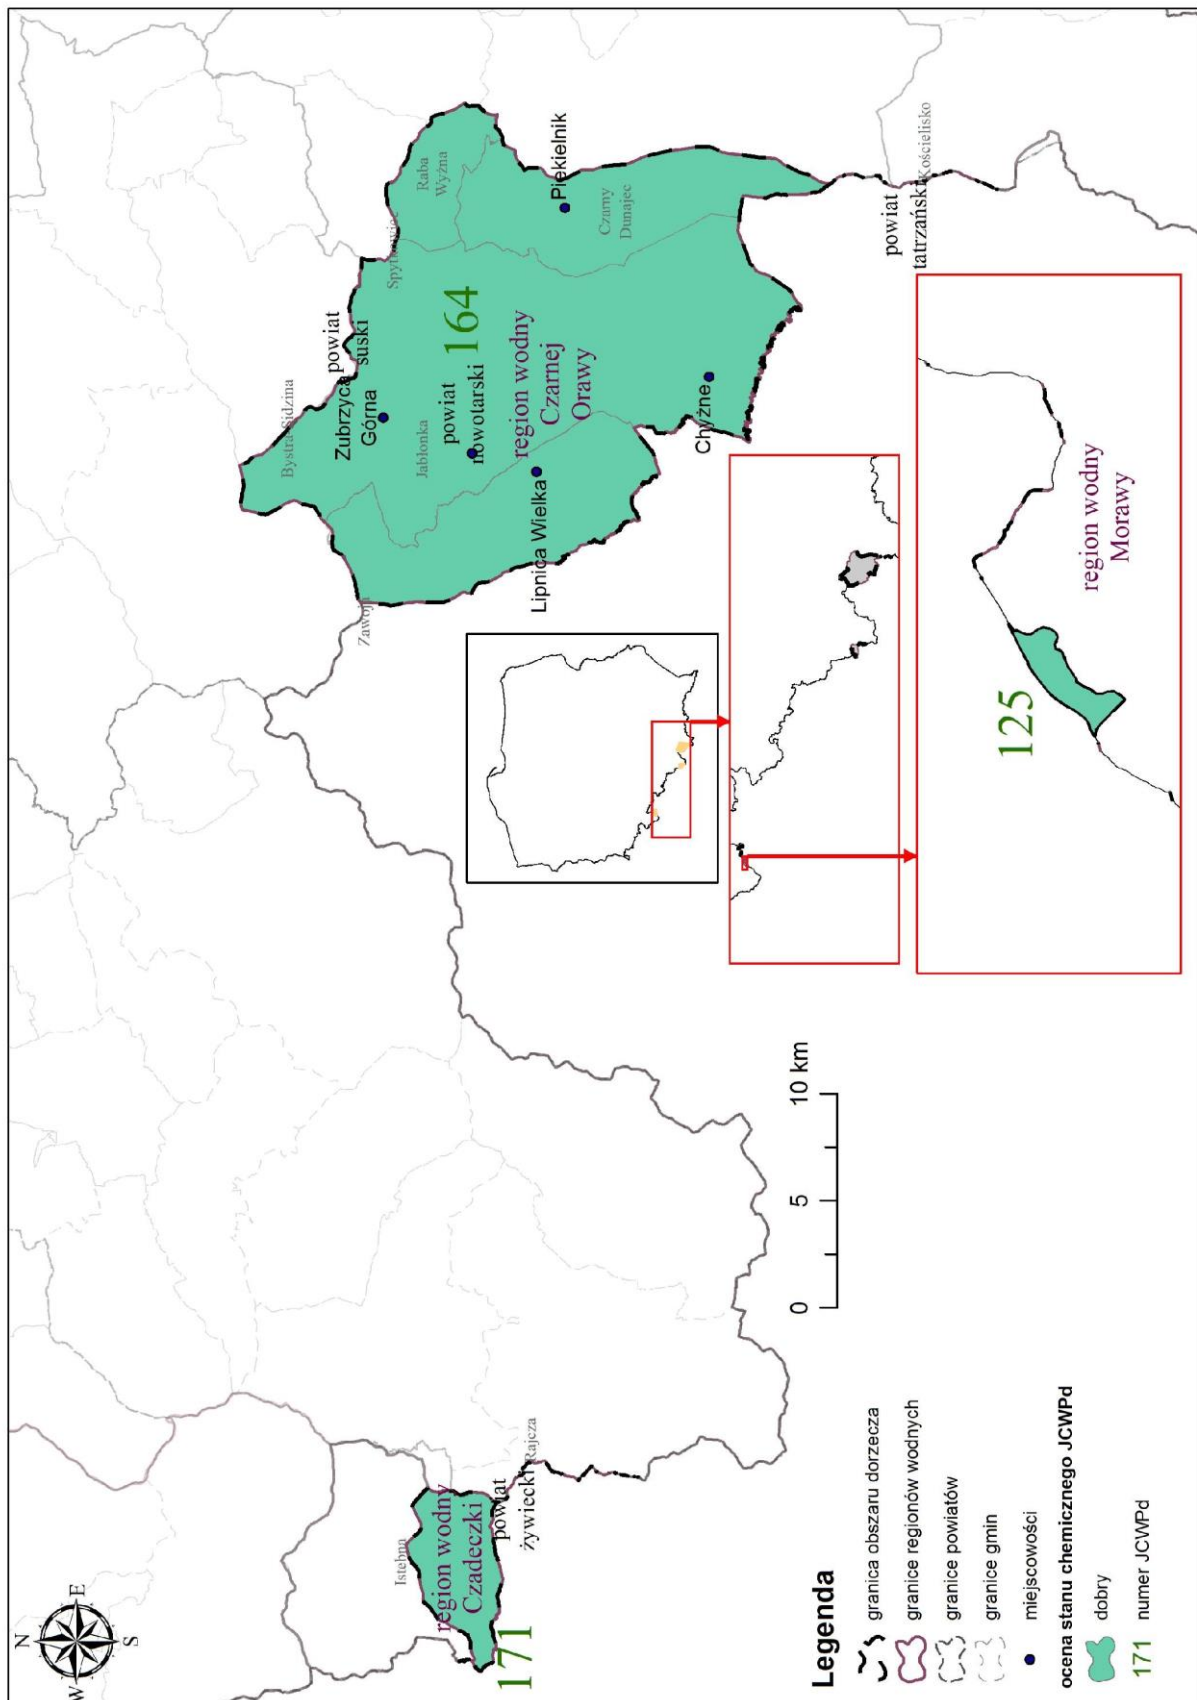 N
W
E
S
Istebna
region wodny
Czadeczki
171
powiat
żywiecki
Rajcza
Zawoja
Bystra-Sidzina
Zubrzyca
Górna
powiat
suski
Spytkowice
Raba
Wyżna
Jabłonka
powiat
nowotarski
164
region wodny
Czarnej
Orawy
Lipnica Wielka
Piekielnik
Czarny
Dunajec
Chyżne
powiat
tatrzański
Kościelisko
125
region wodny
Morawy
0
5
10 km
Legenda
granica obszaru dorzecza
granice regionów wodnych
granice powiatów
granice gmin
miejscowości
ocena stanu chemicznego JCWPd
dobry
171
numer JCWPd